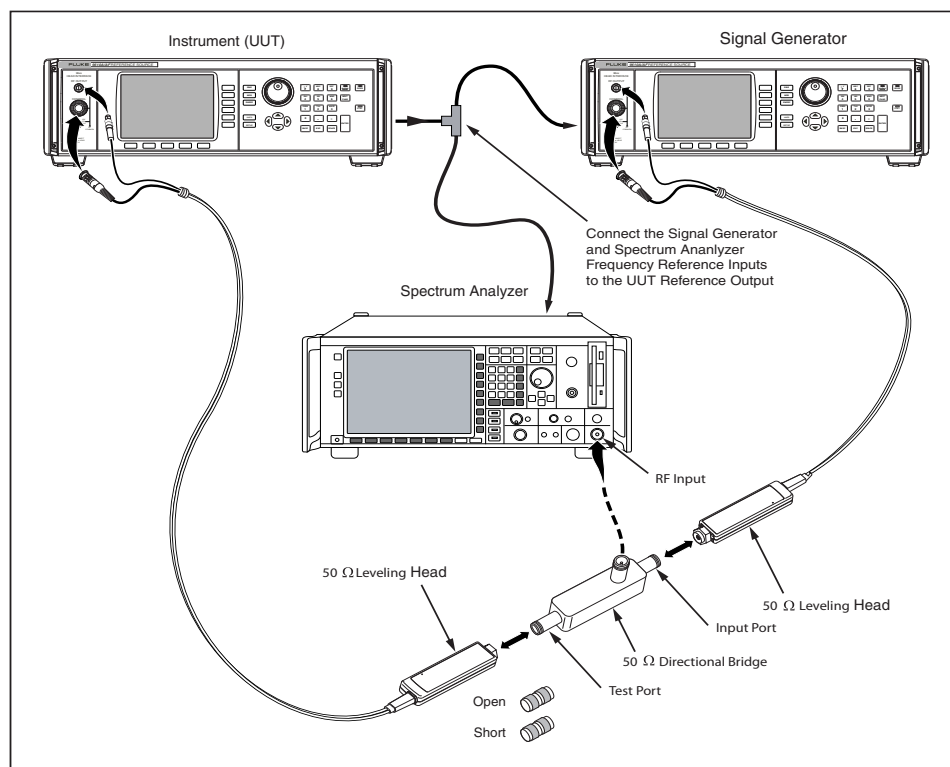 Instrument (UUT)
Signal Generator
FLUKE
FLUKE
Connect the Signal Generator
and Spectrum Ananlyzer
Frequency Reference Inputs
to the UUT Reference Output
Spectrum Analyzer
RF Input
50 Ω Leveling Head
50 Ω Leveling Head
Input Port
50 Ω Directional Bridge
Test Port
Open
Short